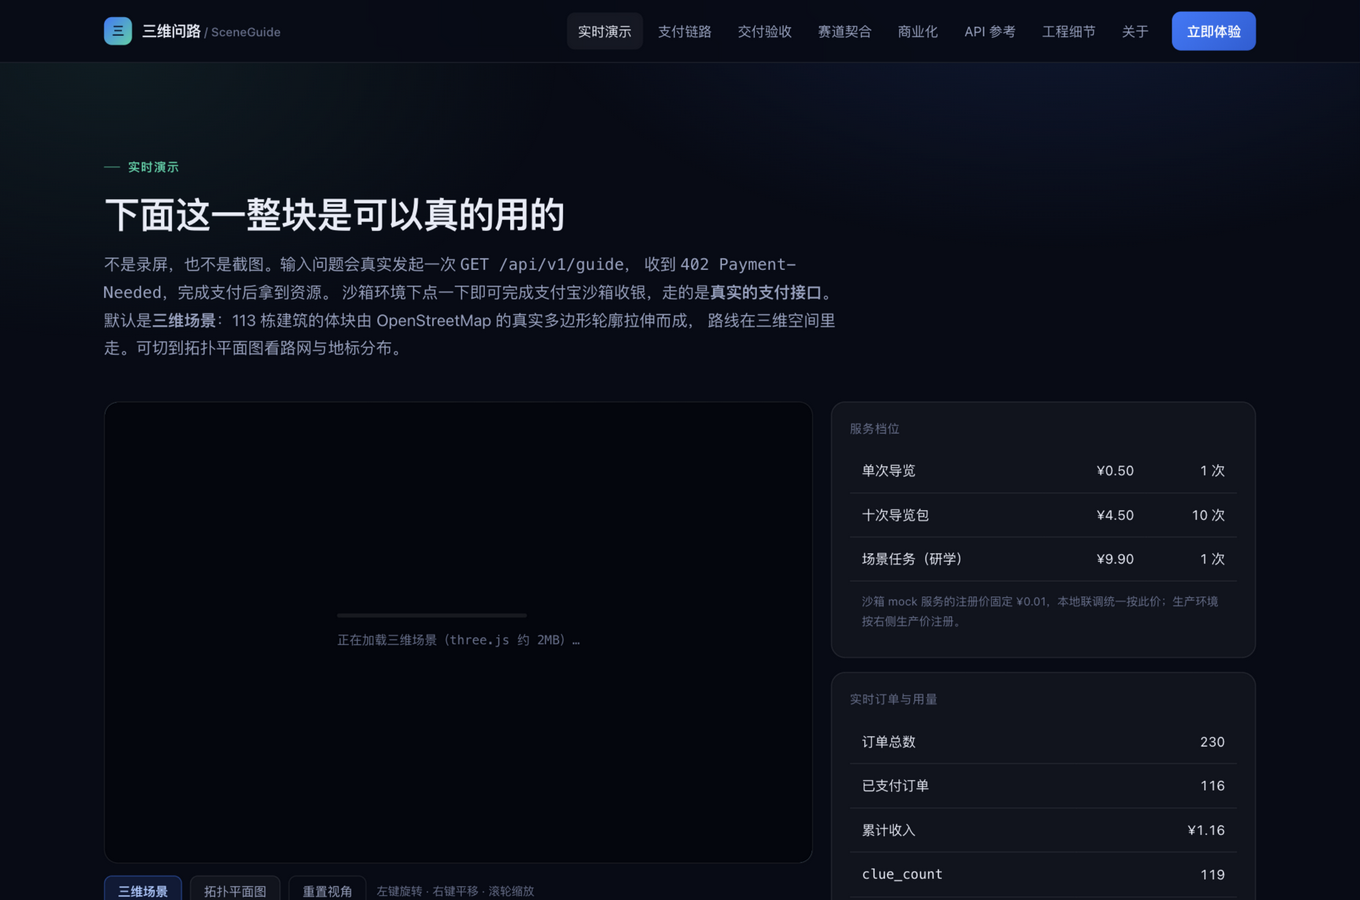 三 三维问路 / SceneGuide 实时演示 支付链路 交付验收 赛道契合 商业化 API 参考 工程细节 关于 立即体验
实时演示
下面这一整块是可以真的用的
不是录屏，也不是截图。输入问题会真实发起一次 GET /api/v1/guide， 收到 402 Payment-
Needed，完成支付后拿到资源。 沙箱环境下点一下即可完成支付宝沙箱收银，走的是真实的支付接口。
默认是三维场景：113 栋建筑的体块由 OpenStreetMap 的真实多边形轮廓拉伸而成， 路线在三维空间里
走。可切到拓扑平面图看路网与地标分布。
正在加载三维场景（three.js 约 2MB）…
三维场景 拓扑平面图 重置视角 左键旋转 · 右键平移 · 滚轮缩放
服务档位
单次导览 ¥0.50 1 次
十次导览包 ¥4.50 10 次
场景任务（研学） ¥9.90 1 次
沙箱 mock 服务的注册价固定 ¥0.01，本地联调统一按此价；生产环境
按右侧生产价注册。
实时订单与用量
订单总数 230
已支付订单 116
累计收入 ¥1.16
clue_count 119